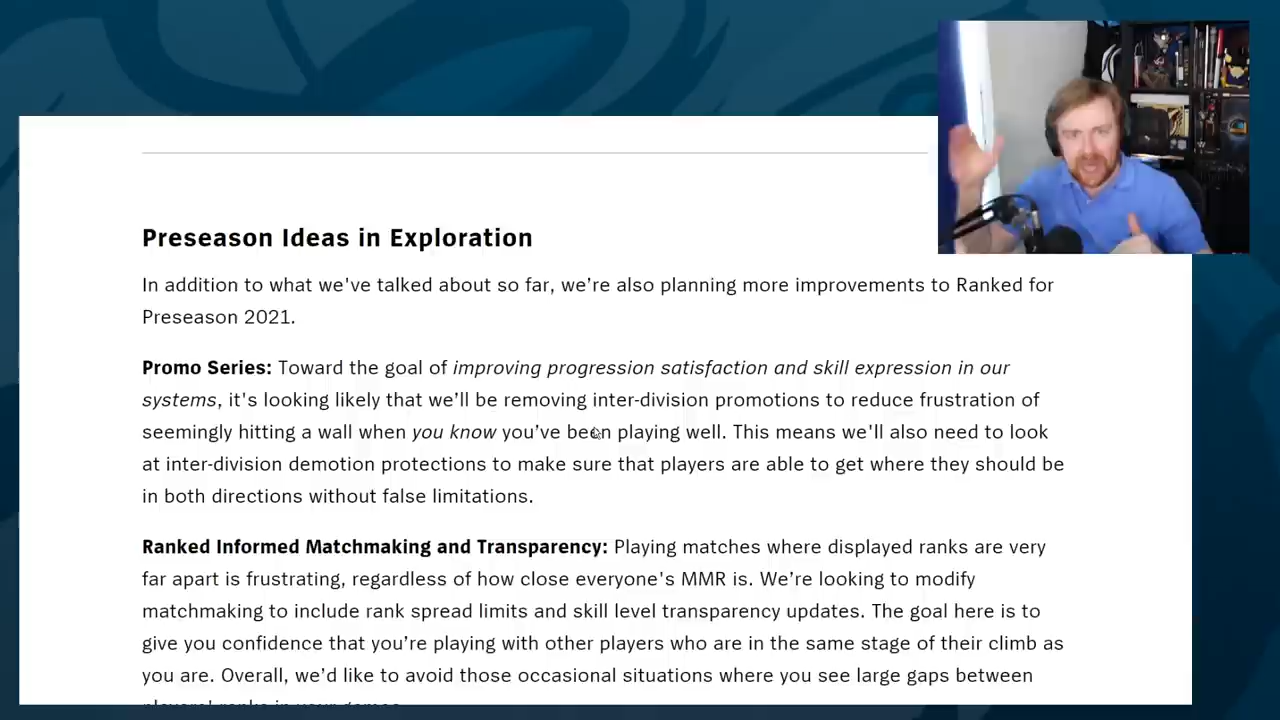 Preseason Ideas in Exploration
In addition to what we've talked about so far, we’re also planning more improvements to Ranked for
Preseason 2021.
Promo Series: Toward the goal of improving progression satisfaction and skill expression in our
systems, it's looking likely that we’ll be removing inter-division promotions to reduce frustration of
seemingly hitting a wall when you know you’ve been playing well. This means we'll also need to look
at inter-division demotion protections to make sure that players are able to get where they should be
in both directions without false limitations.
Ranked Informed Matchmaking and Transparency: Playing matches where displayed ranks are very
far apart is frustrating, regardless of how close everyone's MMR is. We’re looking to modify
matchmaking to include rank spread limits and skill level transparency updates. The goal here is to
give you confidence that you’re playing with other players who are in the same stage of their climb as
you are. Overall, we’d like to avoid those occasional situations where you see large gaps between
players' ranks in your games.